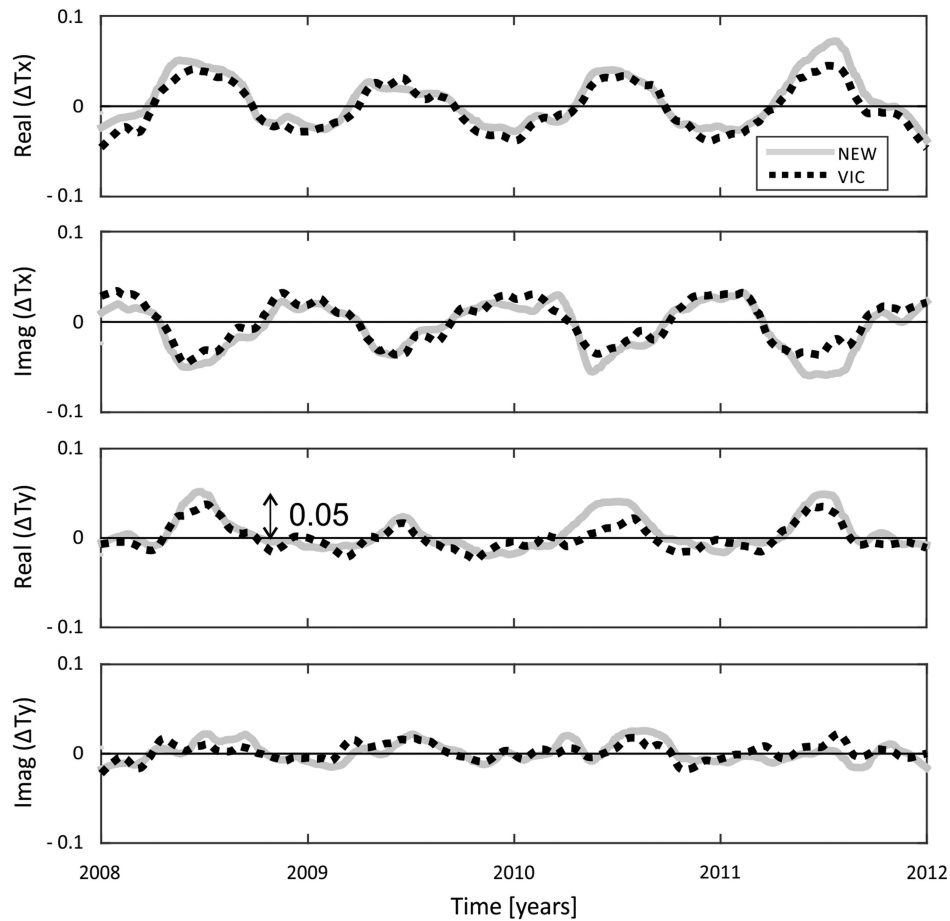 0.1
Real (ΔTx)
0
- 0.1
NEW
VIC
0.1
Imag (ΔTx)
0
- 0.1
0.1
Real (ΔTy)
0
- 0.1
0.05
0.1
Imag (ΔTy)
0
- 0.1
2008 2009 2010 2011 2012
Time [years]